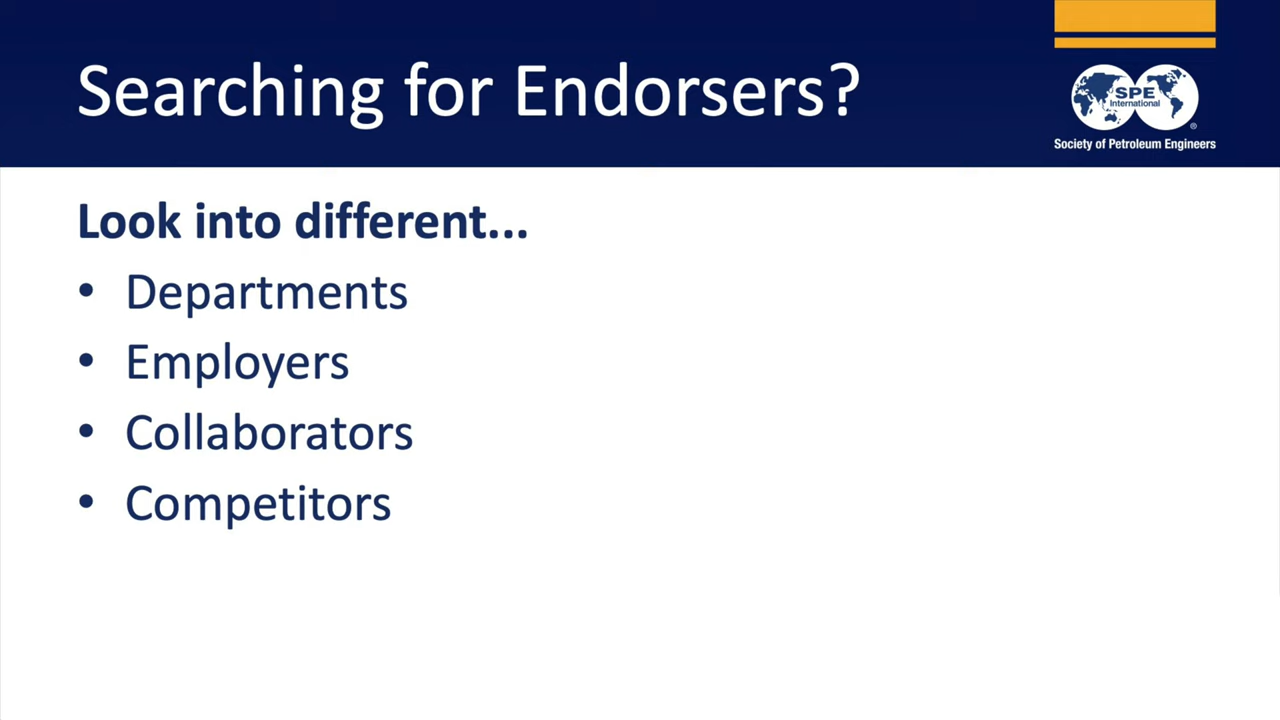 Searching for Endorsers?
SPE
International
®
Society of Petroleum Engineers
Look into different...
• Departments
• Employers
• Collaborators
• Competitors